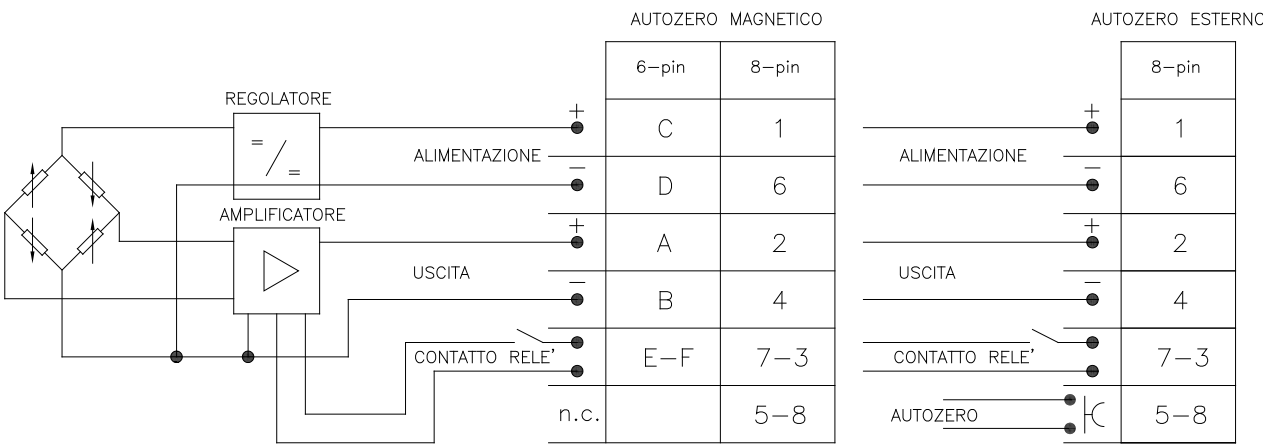 AUTOZERO MAGNETICO
AUTOZERO ESTERNO
6-pin 8-pin
8-pin
REGOLATORE
= / =
+ C 1
+ 1
ALIMENTAZIONE
ALIMENTAZIONE
− D 6
− 6
AMPLIFICATORE
+ A 2
+ 2
USCITA
USCITA
− B 4
− 4
CONTATTO RELE' E-F 7-3
CONTATTO RELE' 7-3
n.c. 5-8
AUTOZERO 5-8